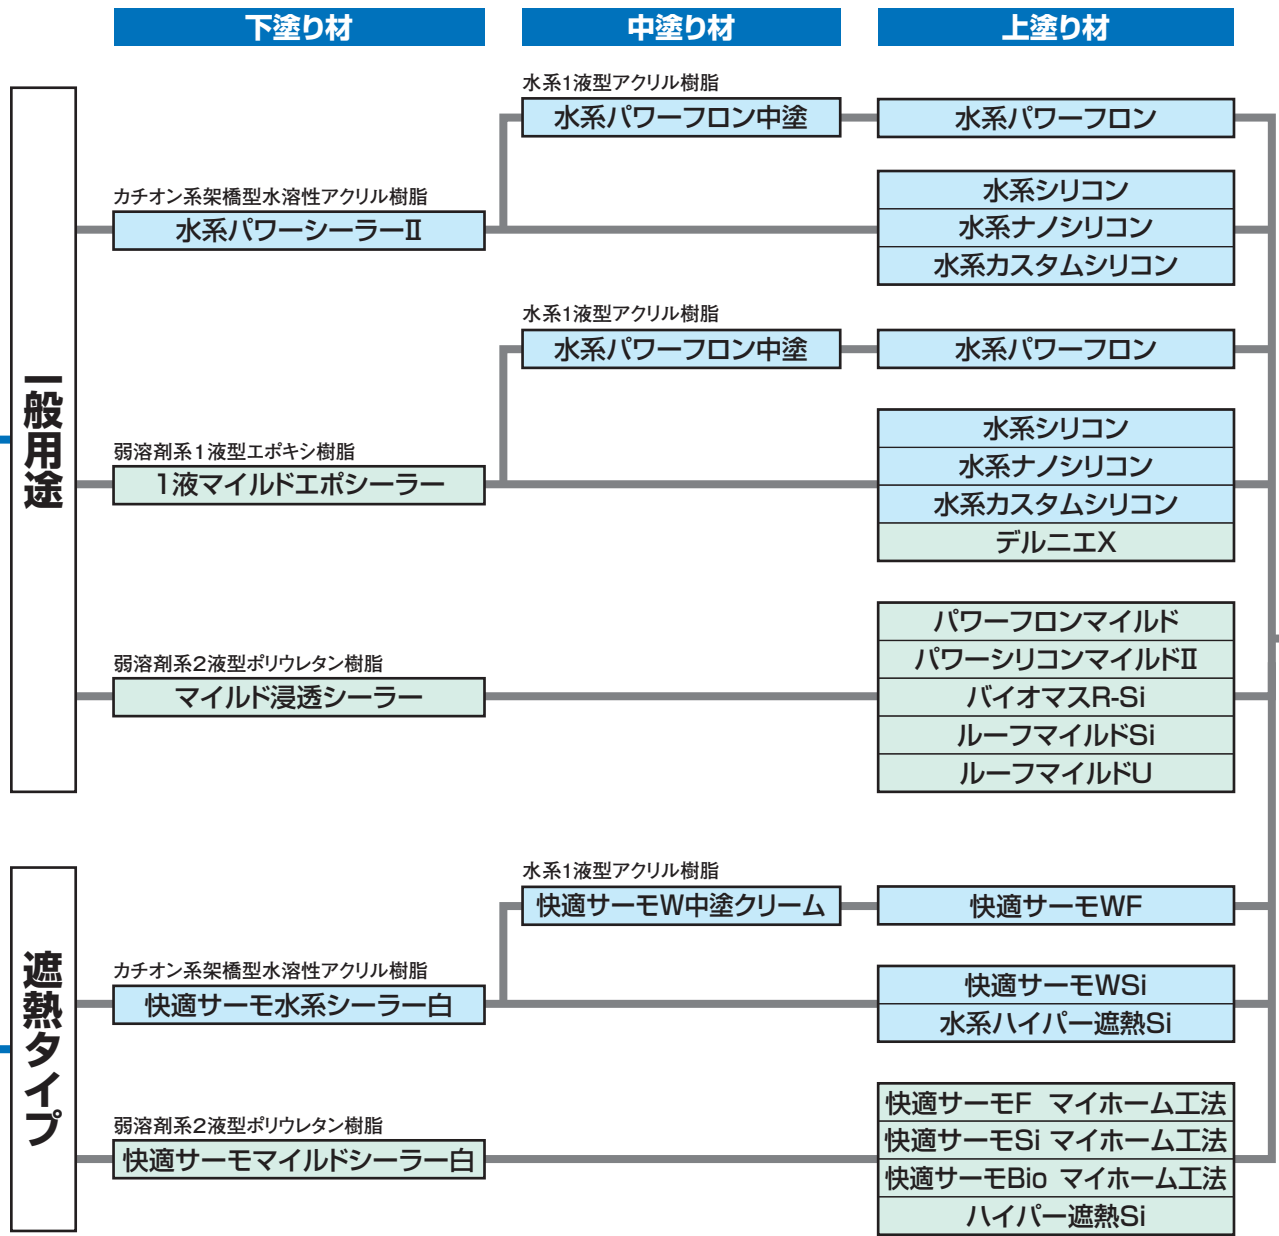 下塗り材
中塗り材
上塗り材
一般用途
水系1液型アクリル樹脂
水系パワーフロン中塗
水系パワーフロン
カチオン系架橋型水溶性アクリル樹脂
水系パワーシーラーⅡ
水系シリコン
水系ナノシリコン
水系カスタムシリコン
水系1液型アクリル樹脂
水系パワーフロン中塗
水系パワーフロン
弱溶剤系1液型エポキシ樹脂
1液マイルドエポシーラー
水系シリコン
水系ナノシリコン
水系カスタムシリコン
デルニエX
弱溶剤系2液型ポリウレタン樹脂
マイルド浸透シーラー
パワーフロンマイルド
パワーシリコンマイルドⅡ
バイオマスR-Si
ルーフマイルドSi
ルーフマイルドU
遮熱タイプ
水系1液型アクリル樹脂
快適サーモW中塗クリーム
快適サーモWF
カチオン系架橋型水溶性アクリル樹脂
快適サーモ水系シーラー白
快適サーモWSi
水系ハイパー遮熱Si
弱溶剤系2液型ポリウレタン樹脂
快適サーモマイルドシーラー白
快適サーモF マイホーム工法
快適サーモSi マイホーム工法
快適サーモBio マイホーム工法
ハイパー遮熱Si